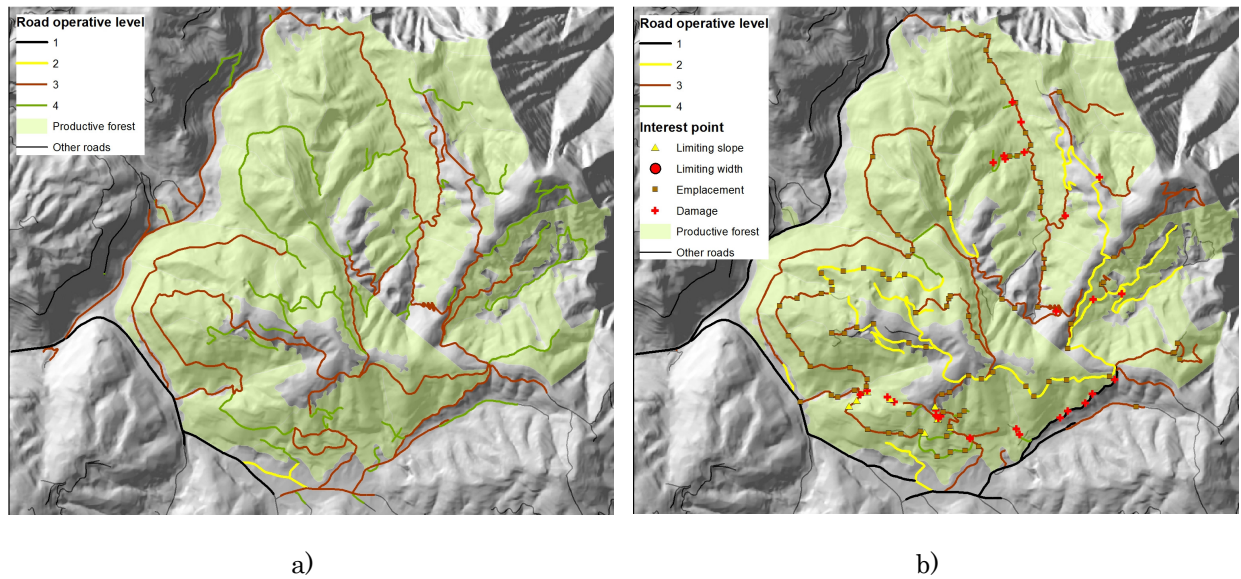 Road operative level
1
2
3
4
Productive forest
Other roads
Road operative level
1
2
3
4
Interest point
Limiting slope
Limiting width
Emplacement
Damage
Productive forest
Other roads
a)
b)